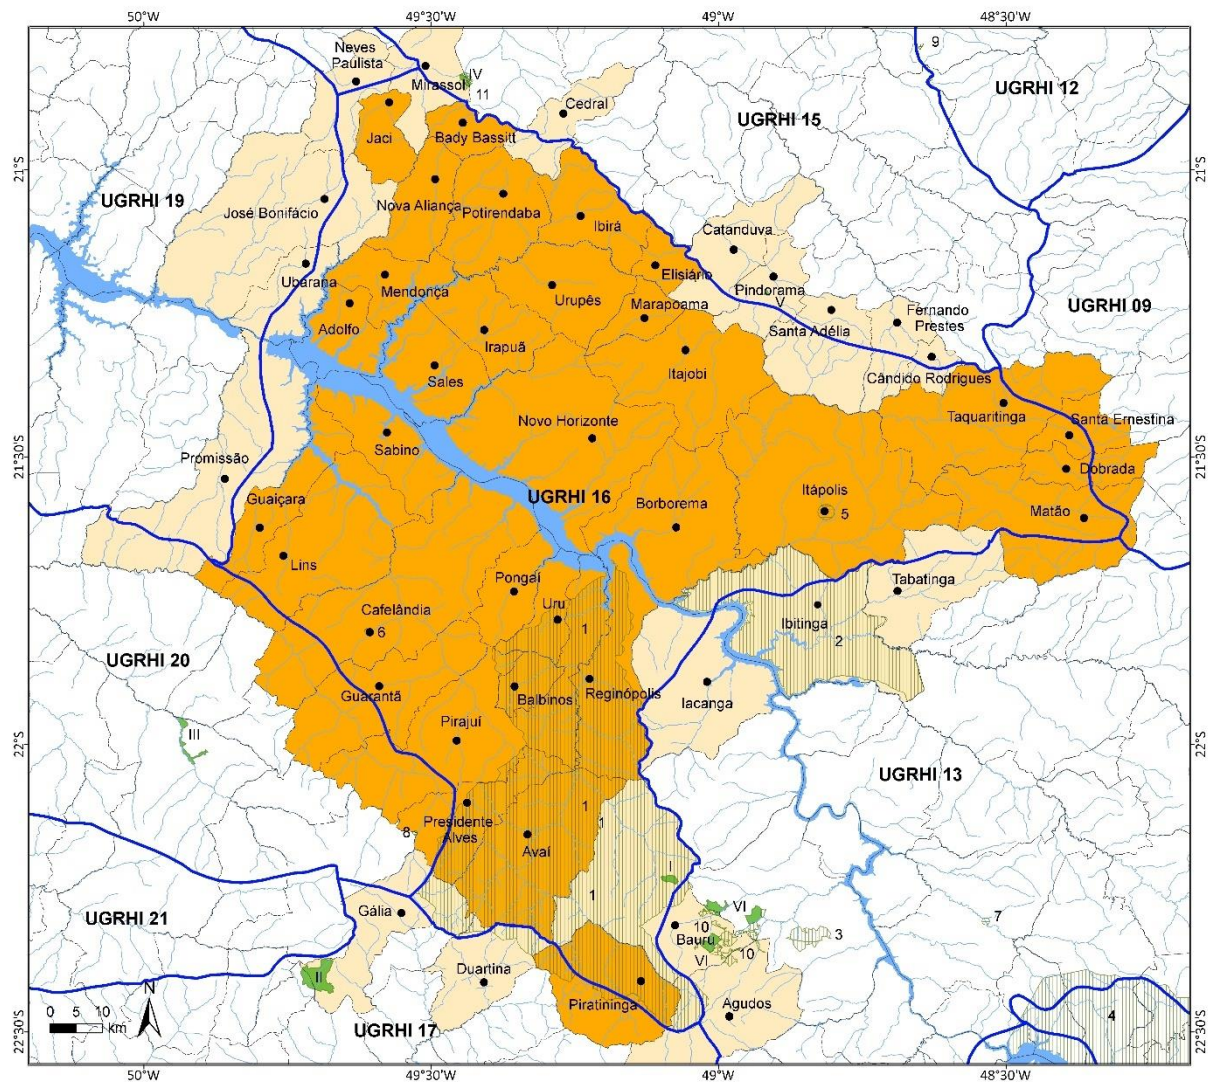 50°W
49°30'W
49°W
48°30'W
Neves
Paulista
9
IV
Mirassol
11
UGRHI 12
Cedral
UGRHI 15
Jaci
Bady Bassitt
21°S
21°S
UGRHI 19
Nova Aliança
José Bonifácio
Potirendaba
Ibirá
Catanduva
Ubarana
Elisiário
Pindorama
V
Mendonça
Urupês
Marapoama
Fernando
Prestes
UGRHI 09
Adolfo
Santa Adélia
Irapuã
Itajobi
Sales
Cândido Rodrigues
Taquaritinga
Santa Ernestina
Novo Horizonte
Sabino
21°30'S
21°30'S
Promissão
Dobrada
Guaiçara
UGRHI 16
Borborema
Itápolis
5
Matão
Lins
Pongaí
Tabatinga
Uru
Cafelândia
1
Ibitinga
6
2
UGRHI 20
Guarantã
Balbinos
Reginópolis
Iacanga
III
Pirajuí
22°S
22°S
UGRHI 13
1
Presidente
Alves
8
1
Avaí
I
1
UGRHI 21
Gália
VI
7
10
Bauru
3
10
VI
Duartina
II
Piratininga
N
0 5 10
km
Agudos
4
UGRHI 17
22°30'S
22°30'S
50°W
49°30'W
49°W
48°30'W